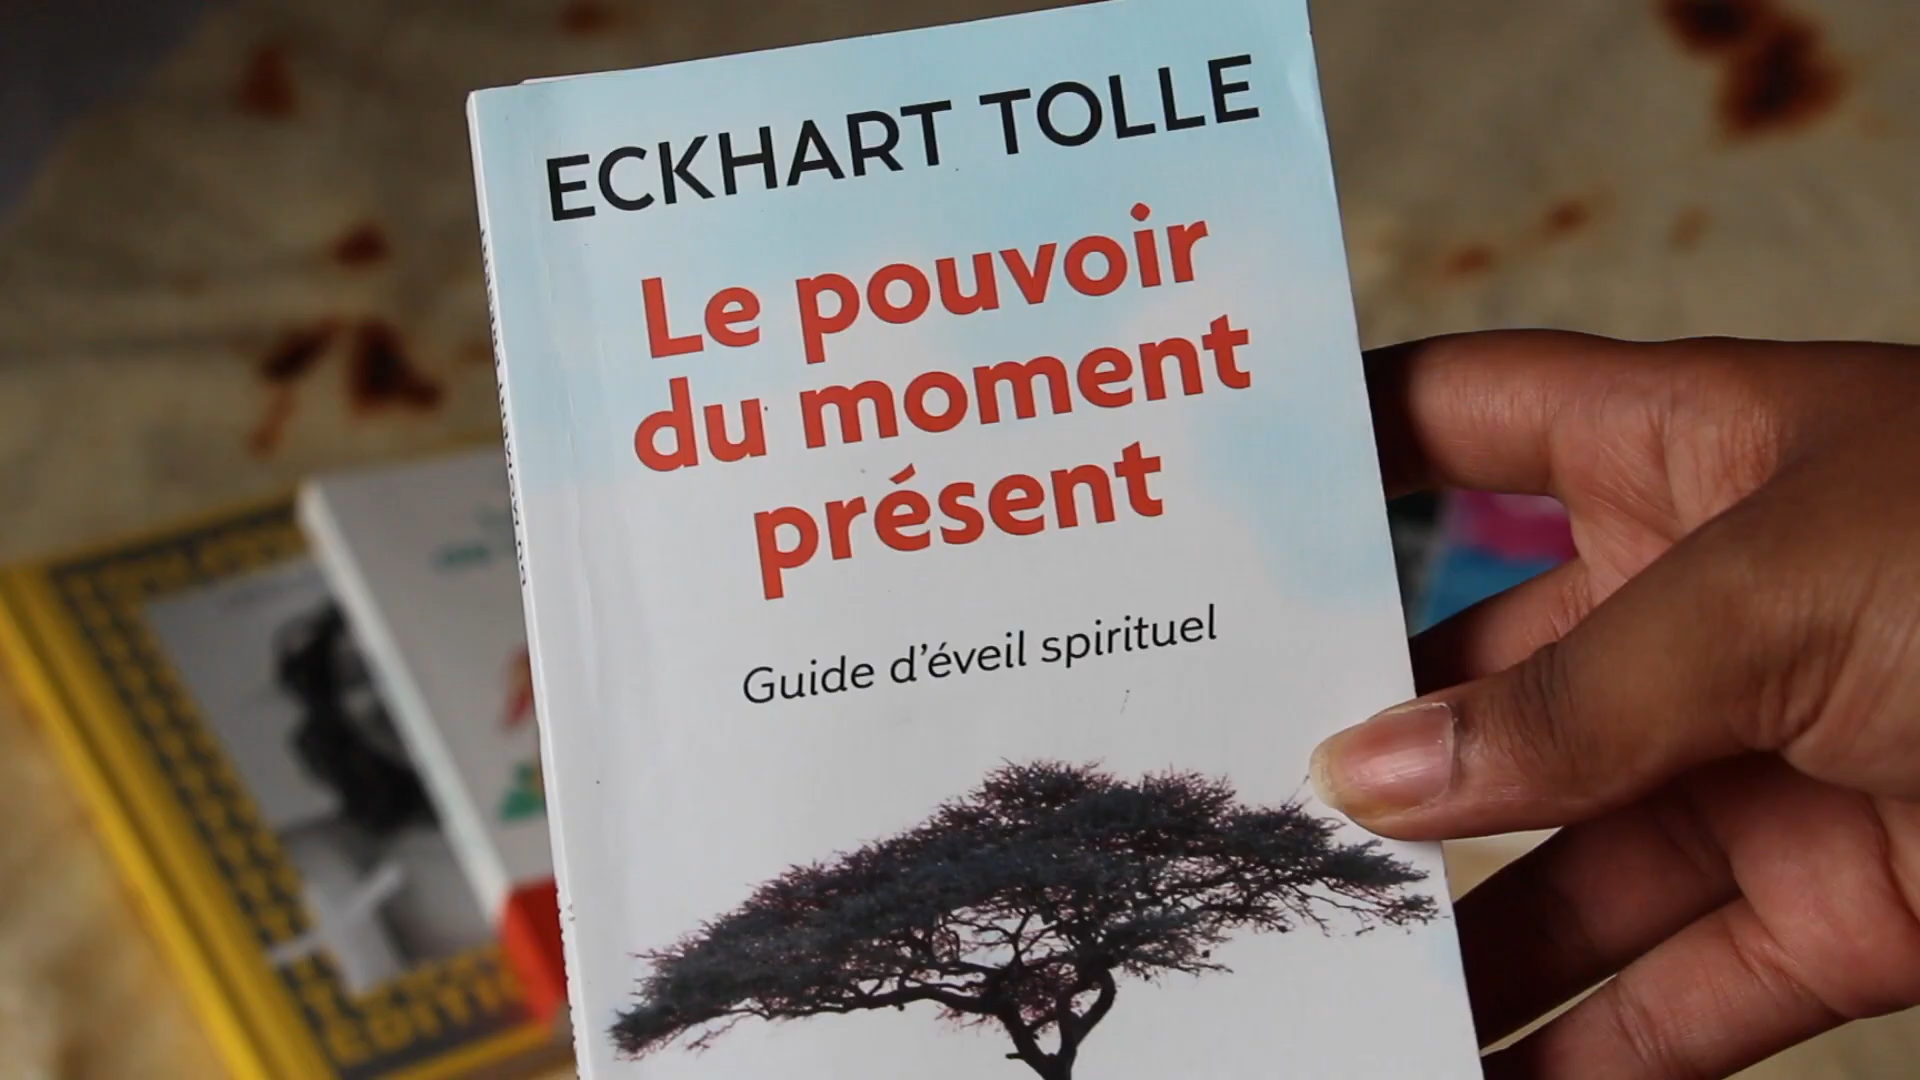 ECKHART TOLLE
Le pouvoir
du moment
présent
Guide d'éveil spirituel